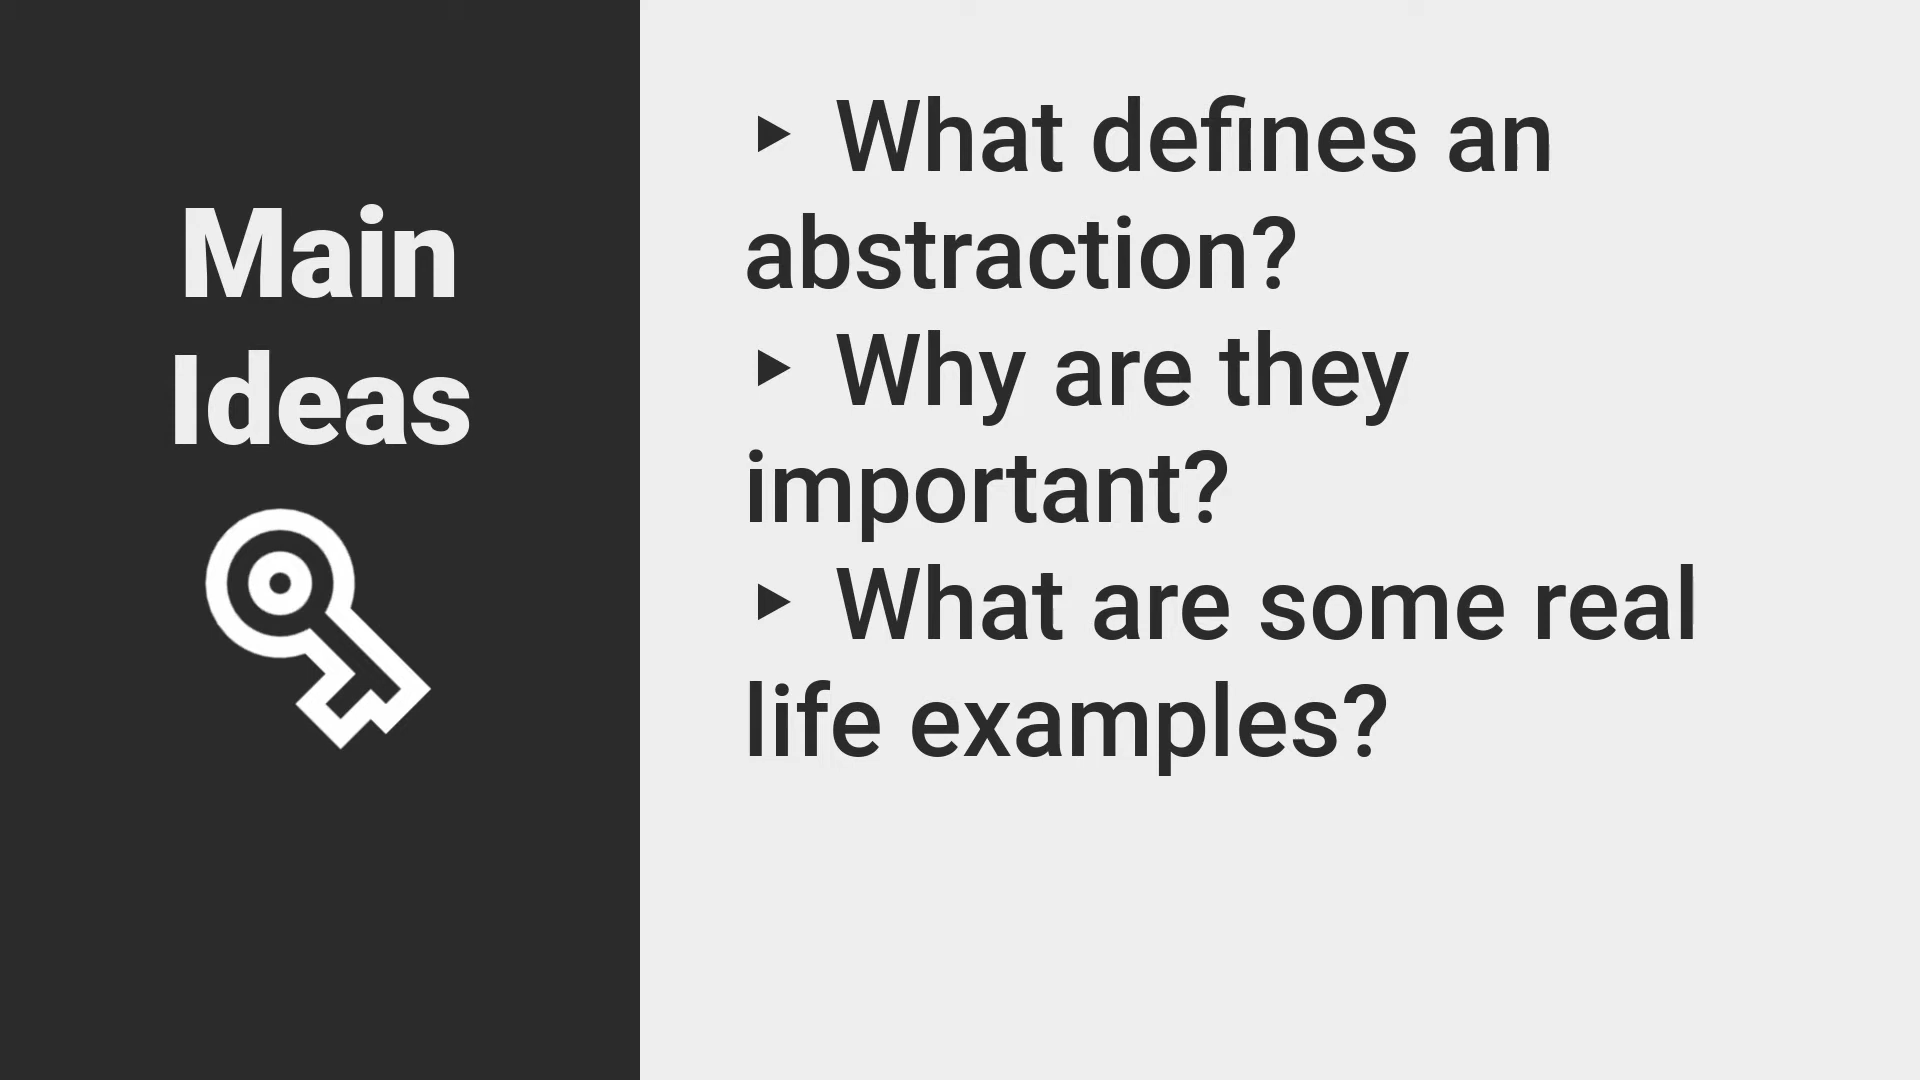 Main
Ideas
▸ What defines an
abstraction?
▸ Why are they
important?
▸ What are some real
life examples?